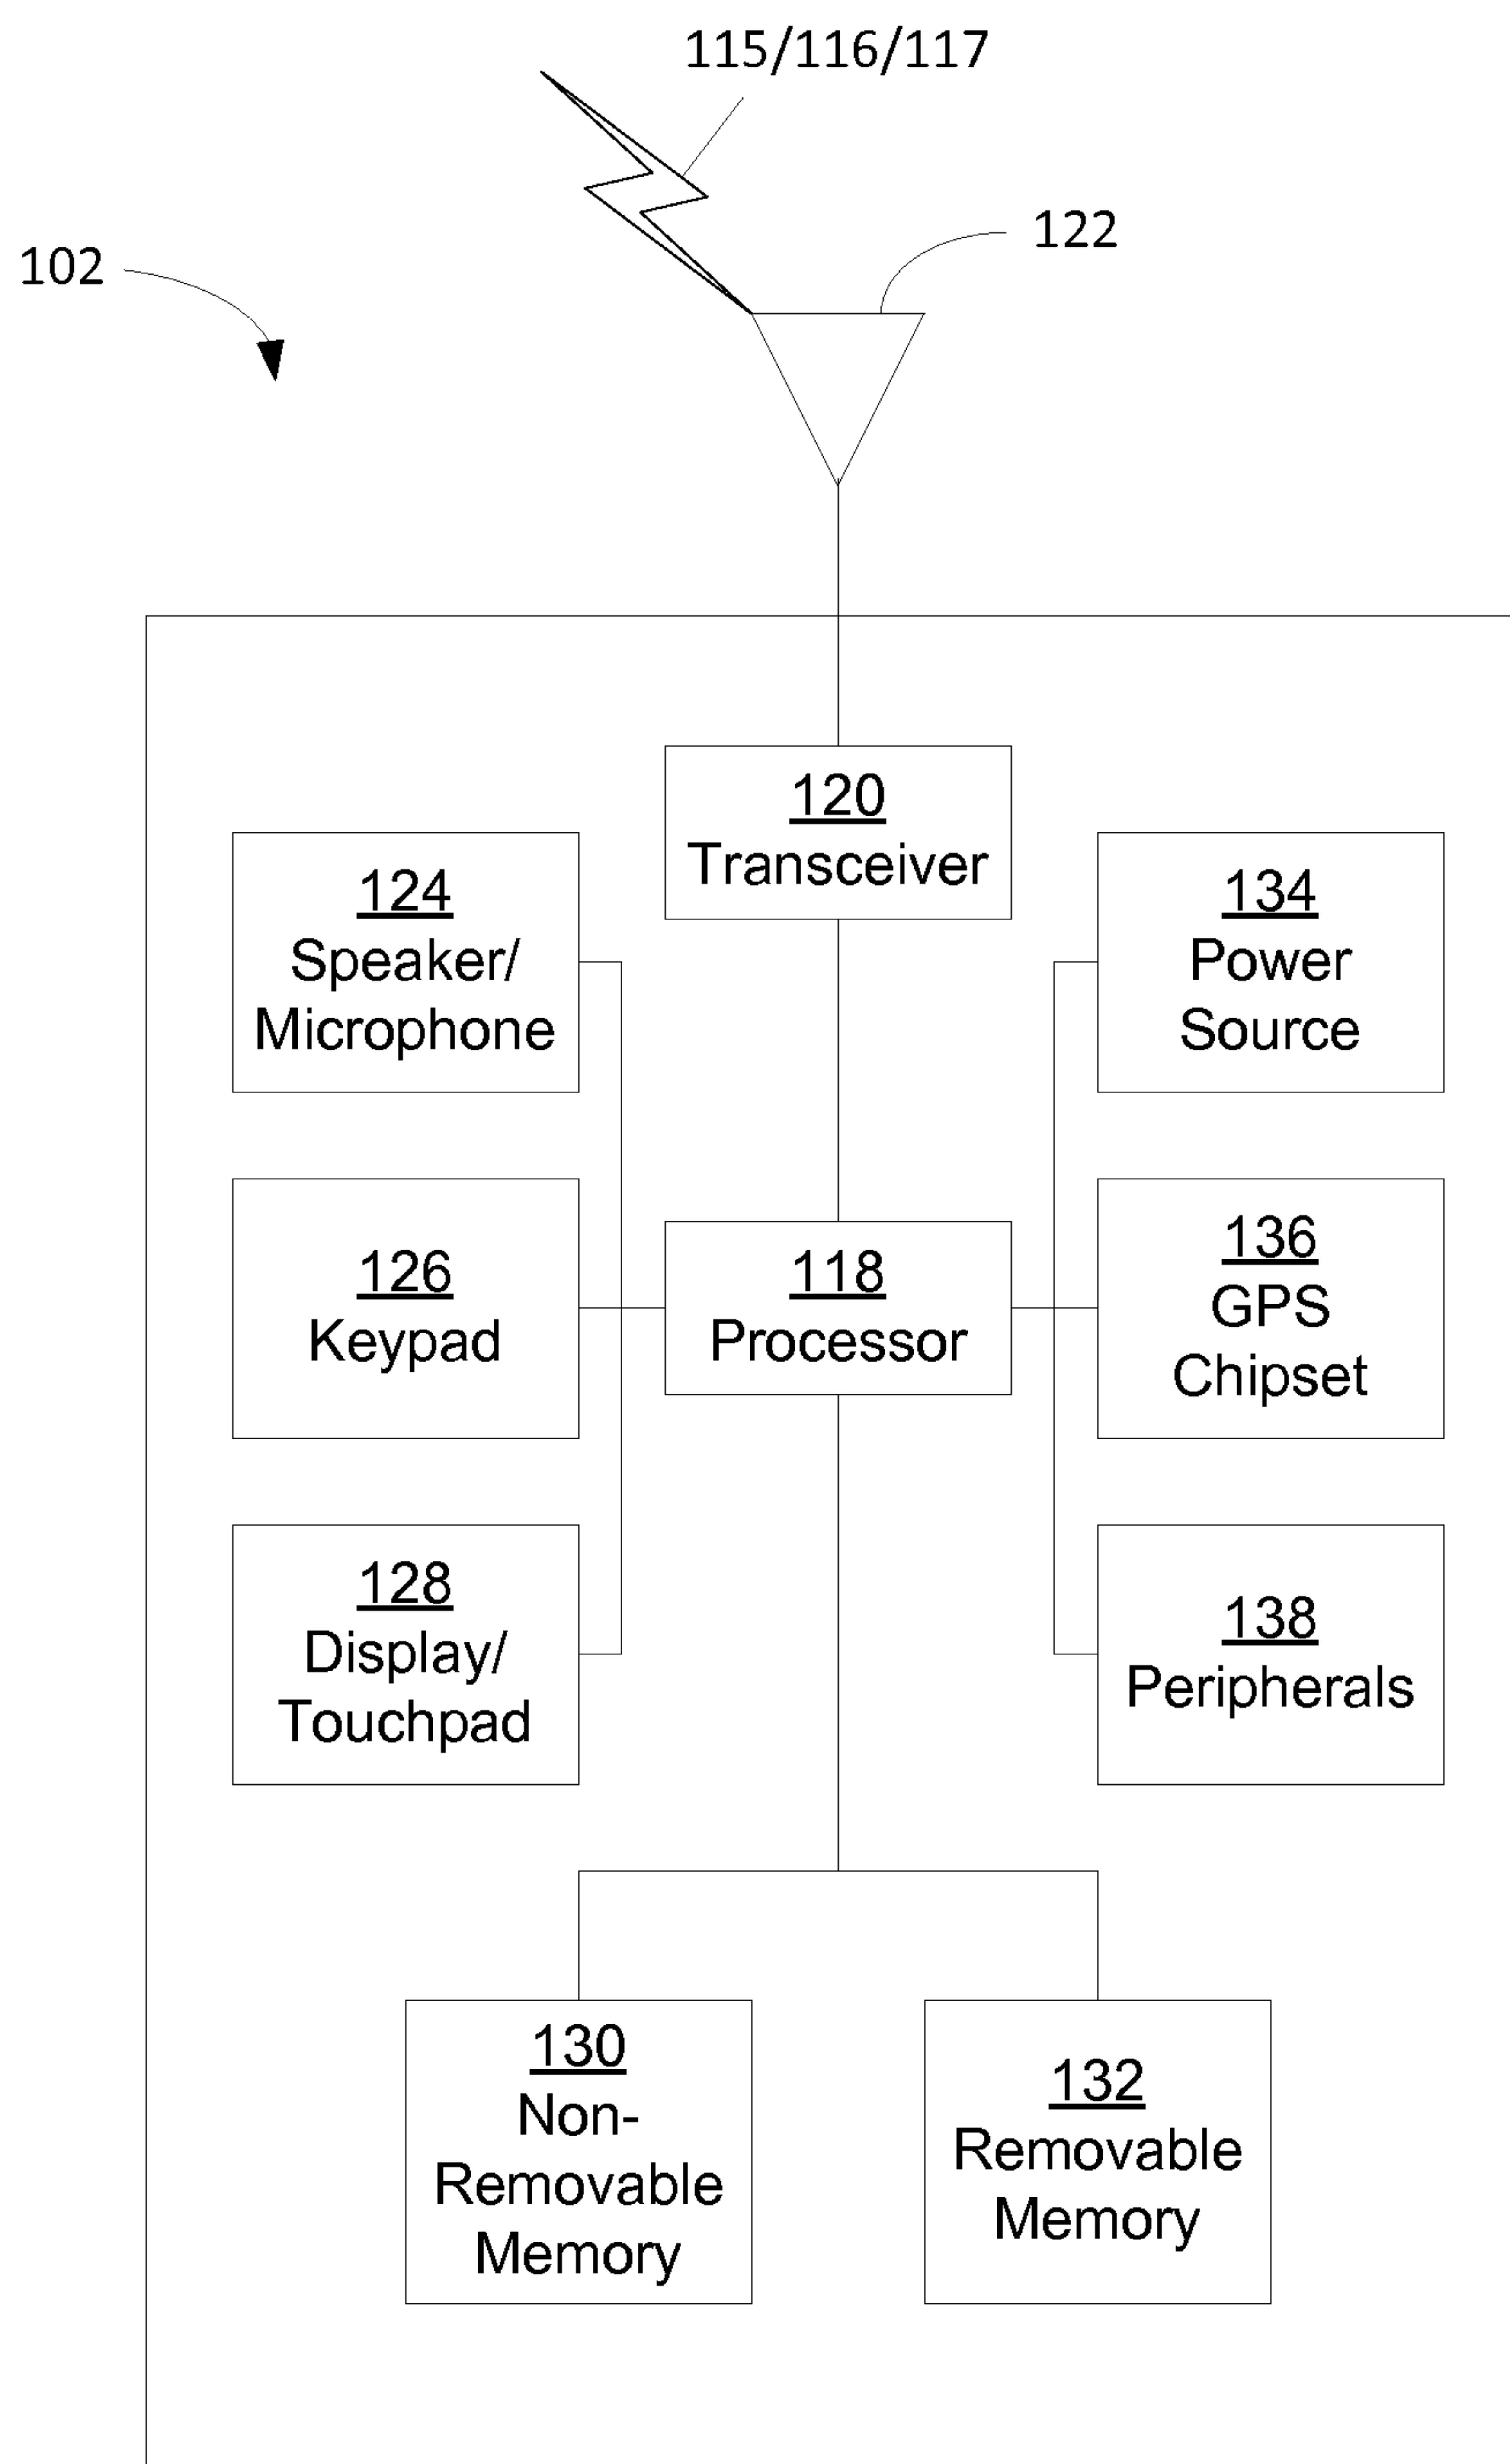 115/116/117
122
102
120
Transceiver
124
Speaker/
Microphone
134
Power
Source
126
Keypad
118
Processor
136
GPS
Chipset
128
Display/
Touchpad
138
Peripherals
130
Non-
Removable
Memory
132
Removable
Memory